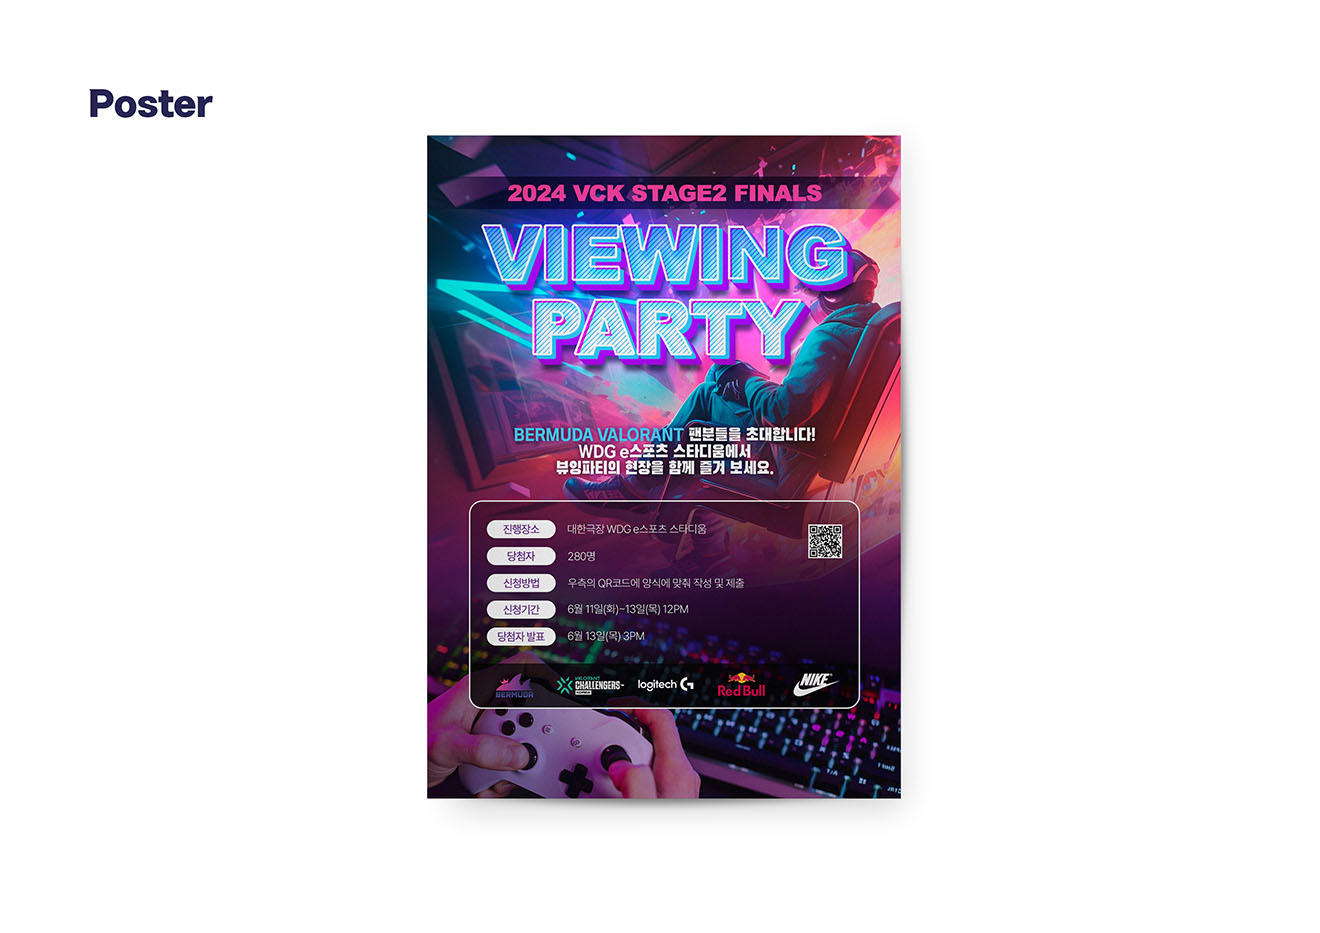 Poster
2024 VCK STAGE2 FINALS
VIEWING
PARTY
BERMUDA VALORANT 팬분들을 초대합니다!
WDG e스포츠 스타디움에서
뷰잉파티의 현장을 함께 즐겨 보세요.
진행장소 대한극장 WDG e스포츠 스타디움
당첨자 280명
신청방법 우측의 QR코드에 양식에 맞춰 작성 및 제출
신청기간 6월 11일(화)~13일(목) 12PM
당첨자 발표 6월 13일(목) 3PM
BERMUDA
VALORANT
CHALLENGERS
logitech G
Red Bull
NIKE